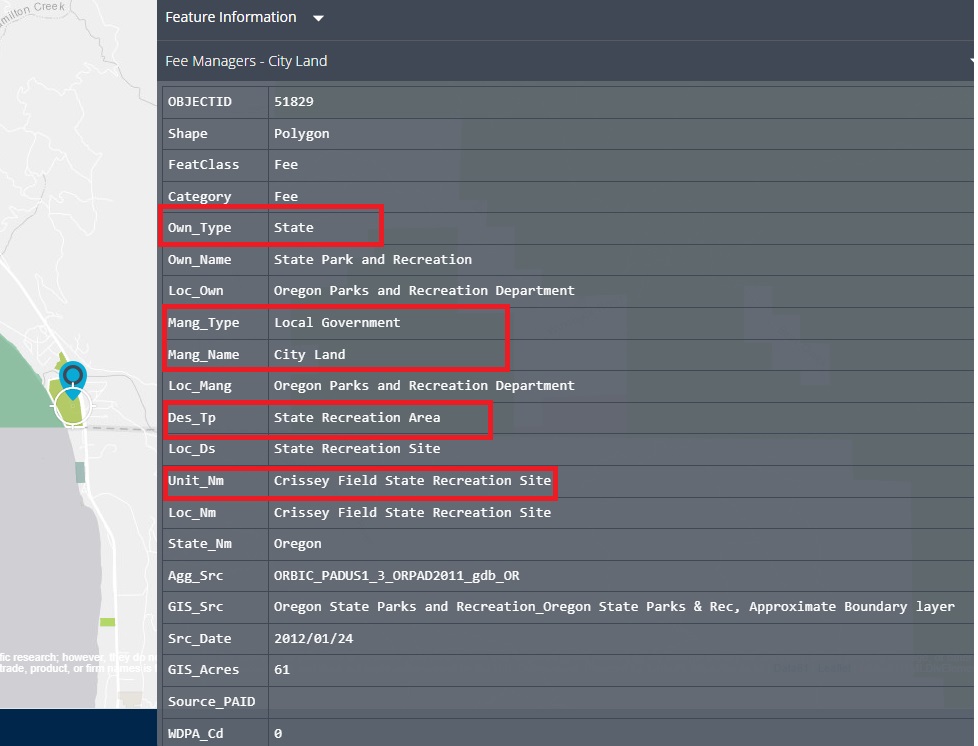 milton Creek
Feature Information
Fee Managers - City Land
OBJECTID 51829
Shape Polygon
FeatClass Fee
Category Fee
Own_Type State
Own_Name State Park and Recreation
Loc_Own Oregon Parks and Recreation Department
Mang_Type Local Government
Mang_Name City Land
Loc_Mang Oregon Parks and Recreation Department
Des_Tp State Recreation Area
Loc_Ds State Recreation Site
Unit_Nm Crissey Field State Recreation Site
Loc_Nm Crissey Field State Recreation Site
State_Nm Oregon
Agg_Src ORBIC_PADUS1_3_ORPAD2011_gdb_OR
GIS_Src Oregon State Parks and Recreation_Oregon State Parks & Rec, Approximate Boundary layer
Src_Date 2012/01/24
GIS_Acres 61
Source_PAID
WDPA_Cd 0
fic research; however, they do
trade, product, or firm names is